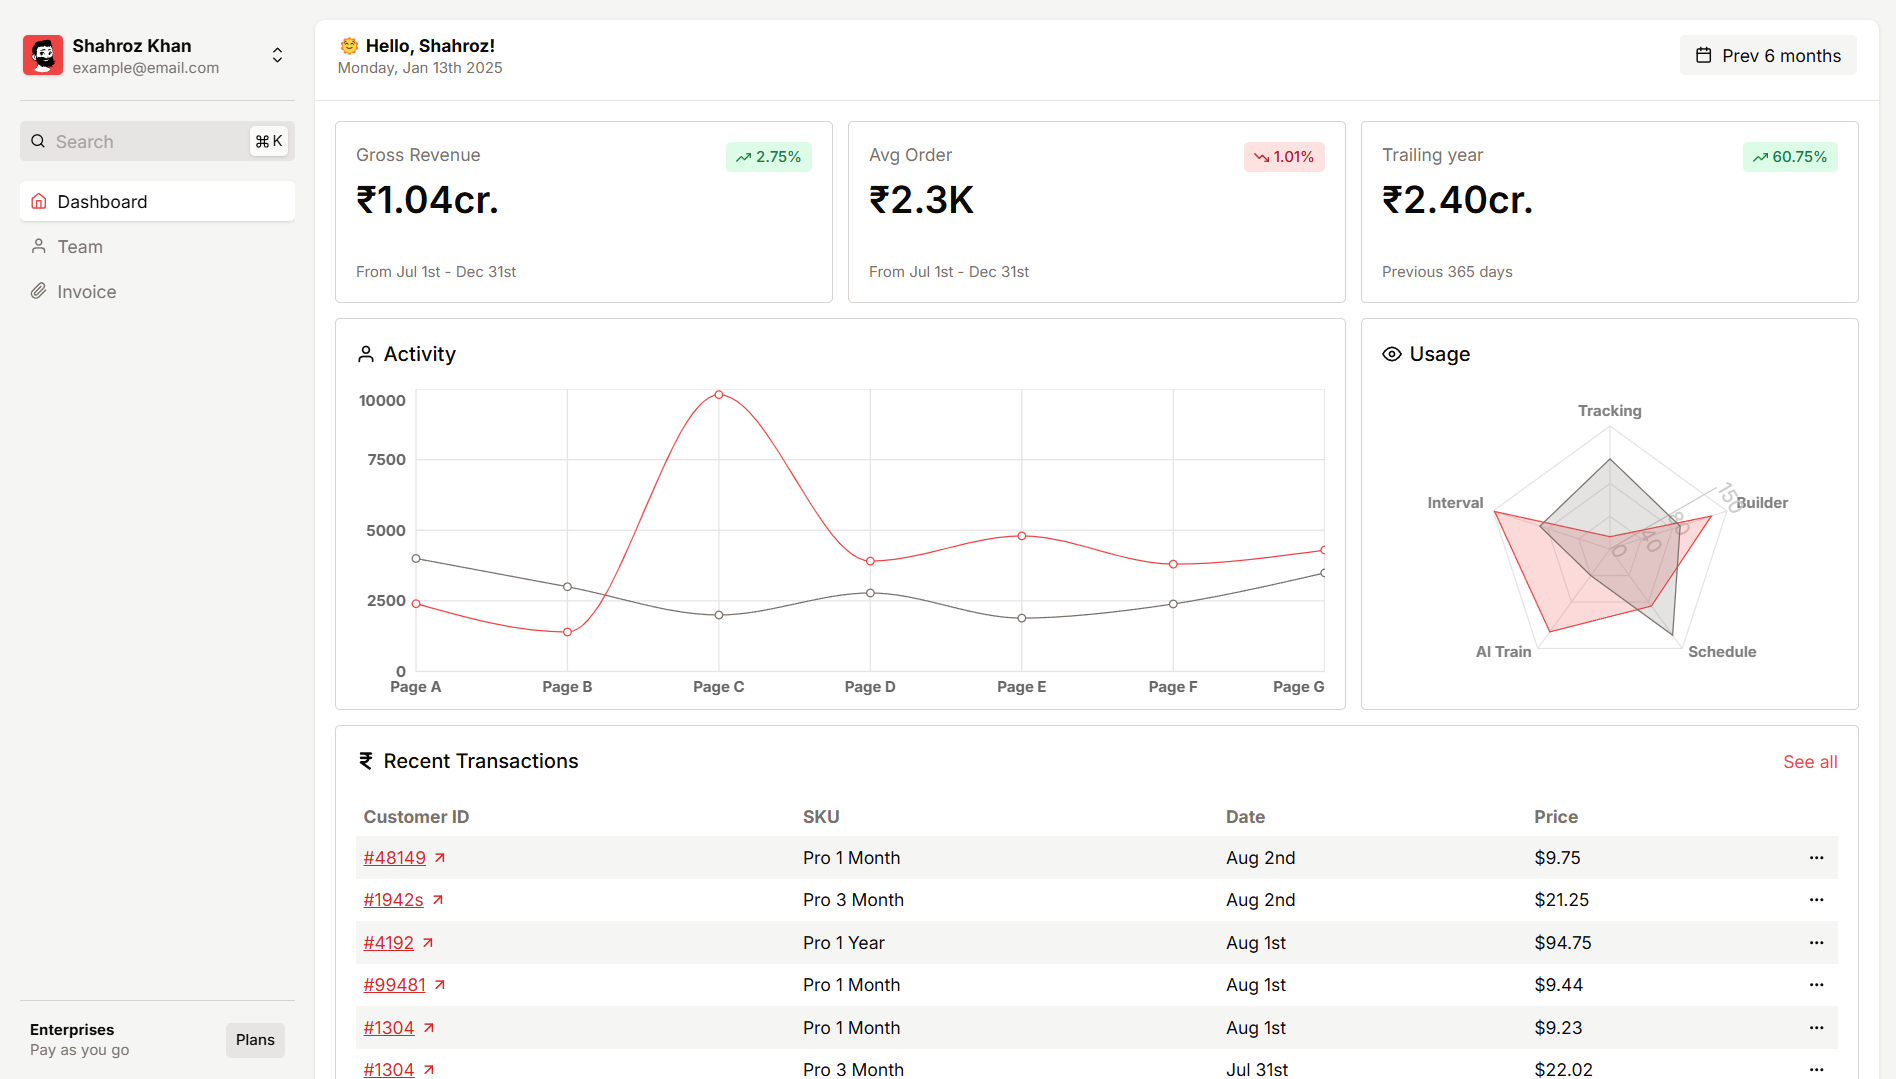 Shahroz Khan
example@email.com
Search
⌘ K
Dashboard
Team
Invoice
Enterprises
Pay as you go
Plans
🌞 Hello, Shahroz!
Monday, Jan 13th 2025
Prev 6 months
Gross Revenue
2.75%
₹1.04cr.
From Jul 1st - Dec 31st
Avg Order
1.01%
₹2.3K
From Jul 1st - Dec 31st
Trailing year
60.75%
₹2.40cr.
Previous 365 days
Activity
10000
7500
5000
2500
0
Page A Page B Page C Page D Page E Page F Page G
Usage
Tracking
Builder
Schedule
AI Train
Interval
0
40
80
150
₹ Recent Transactions
See all
Customer ID SKU Date Price
#48149 Pro 1 Month Aug 2nd $9.75
#1942s Pro 3 Month Aug 2nd $21.25
#4192 Pro 1 Year Aug 1st $94.75
#99481 Pro 1 Month Aug 1st $9.44
#1304 Pro 1 Month Aug 1st $9.23
#1304 Pro 3 Month Jul 31st $22.02